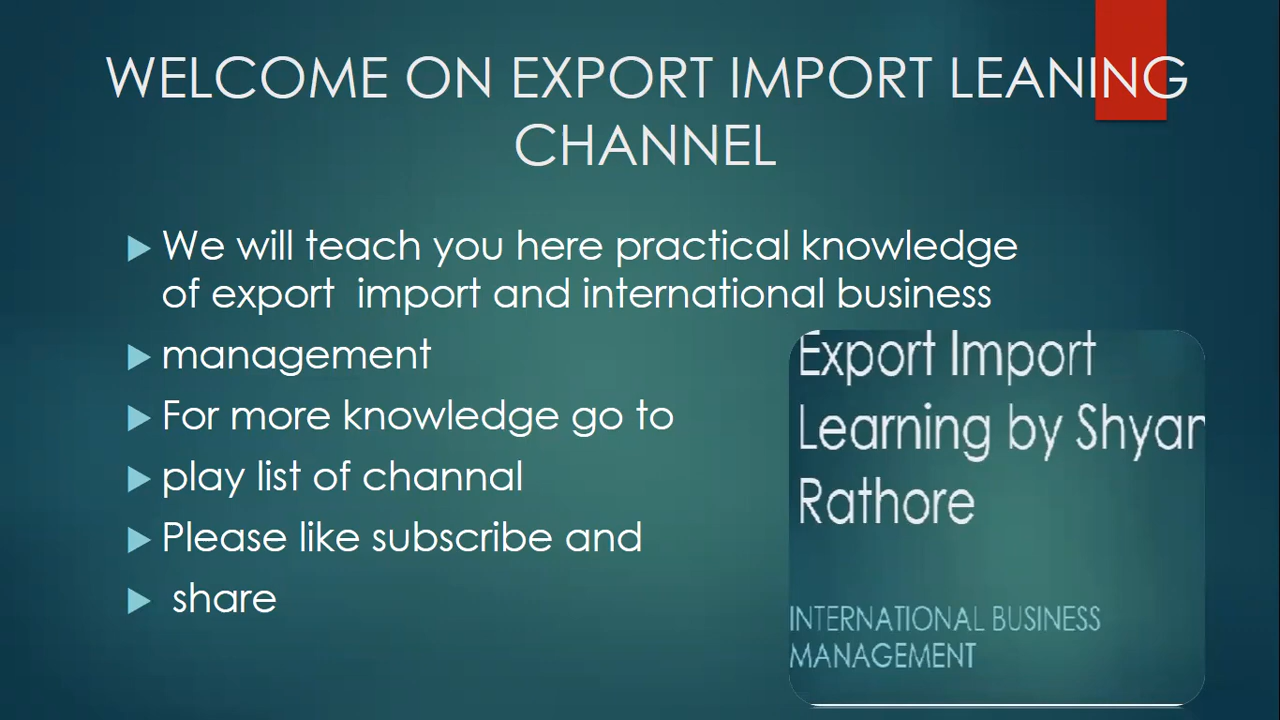 WELCOME ON EXPORT IMPORT LEANING
CHANNEL
We will teach you here practical knowledge
of export  import and international business
management
For more knowledge go to
play list of channal
Please like subscribe and
share
Export Import
Learning by Shyan
Rathore
INTERNATIONAL BUSINESS
MANAGEMENT